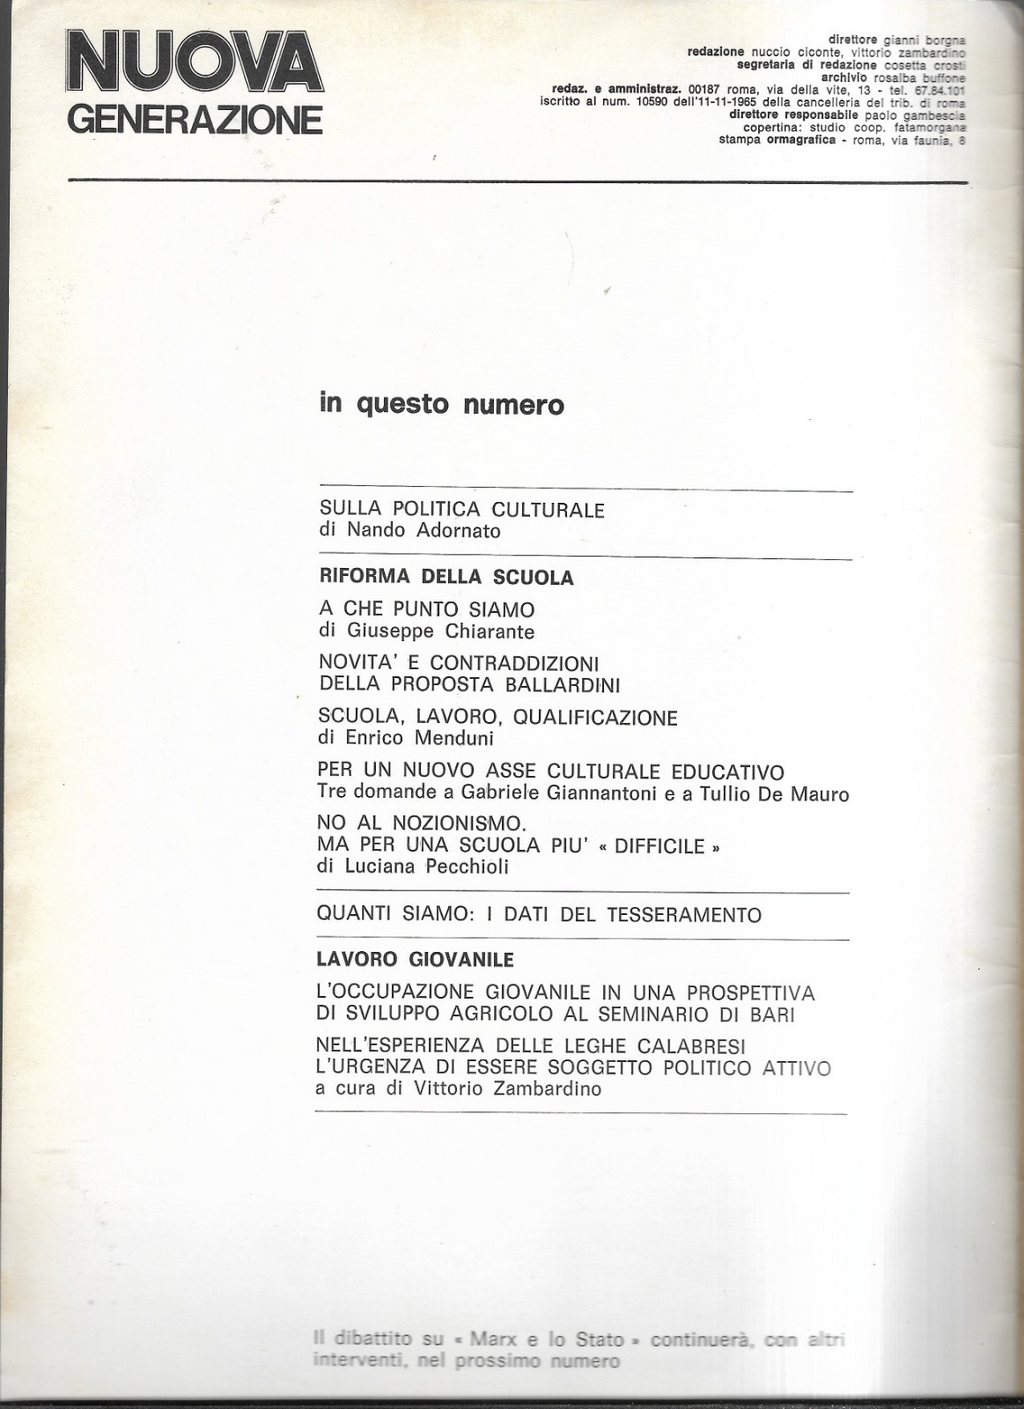 NUOVA
GENERAZIONE
direttore gianni borgna
redazione nuccio ciconte, vittorio zambardino
segretaria di redazione cosetta crosti
archivio rosalba buffone
redaz. e amministraz. 00187 roma, via della vite, 13 - tel. 67.84.101
iscritto al num. 10590 dell'11-11-1965 della cancelleria del trib. di roma
direttore responsabile paolo gambescia
copertina: studio coop. fatamorgana
stampa ormagrafica - roma, via faunia, 8
in questo numero
SULLA POLITICA CULTURALE
di Nando Adornato
RIFORMA DELLA SCUOLA
A CHE PUNTO SIAMO
di Giuseppe Chiarante
NOVITA' E CONTRADDIZIONI
DELLA PROPOSTA BALLARDINI
SCUOLA, LAVORO, QUALIFICAZIONE
di Enrico Menduni
PER UN NUOVO ASSE CULTURALE EDUCATIVO
Tre domande a Gabriele Giannantoni e a Tullio De Mauro
NO AL NOZIONISMO.
MA PER UNA SCUOLA PIU' « DIFFICILE »
di Luciana Pecchioli
QUANTI SIAMO: I DATI DEL TESSERAMENTO
LAVORO GIOVANILE
L'OCCUPAZIONE GIOVANILE IN UNA PROSPETTIVA
DI SVILUPPO AGRICOLO AL SEMINARIO DI BARI
NELL'ESPERIENZA DELLE LEGHE CALABRESI
L'URGENZA DI ESSERE SOGGETTO POLITICO ATTIVO
a cura di Vittorio Zambardino
Il dibattito su « Marx e lo Stato » continuerà, con altri
interventi, nel prossimo numero